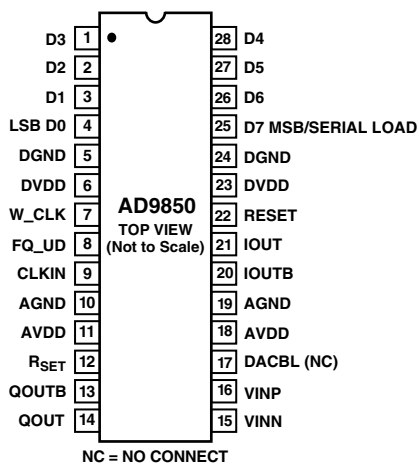 D3 1 28 D4
D2 2 27 D5
D1 3 26 D6
LSB D0 4 25 D7 MSB/SERIAL LOAD
DGND 5 24 DGND
DVDD 6 23 DVDD
W_CLK 7 AD9850 22 RESET
TOP VIEW
FQ_UD 8 (Not to Scale) 21 IOUT
CLKIN 9 20 IOUTB
AGND 10 19 AGND
AVDD 11 18 AVDD
RSET 12 17 DACBL (NC)
QOUTB 13 16 VINP
QOUT 14 15 VINN
NC = NO CONNECT